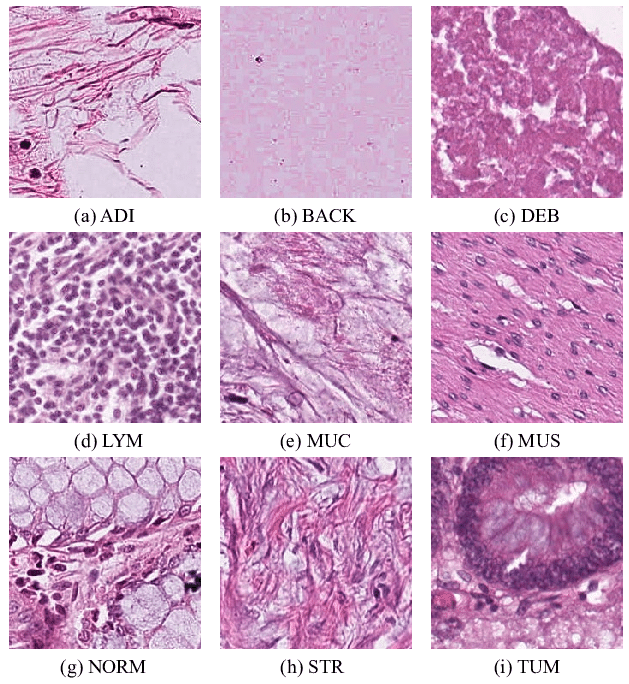 (a) ADI
(b) BACK
(c) DEB
(d) LYM
(e) MUC
(f) MUS
(g) NORM
(h) STR
(i) TUM